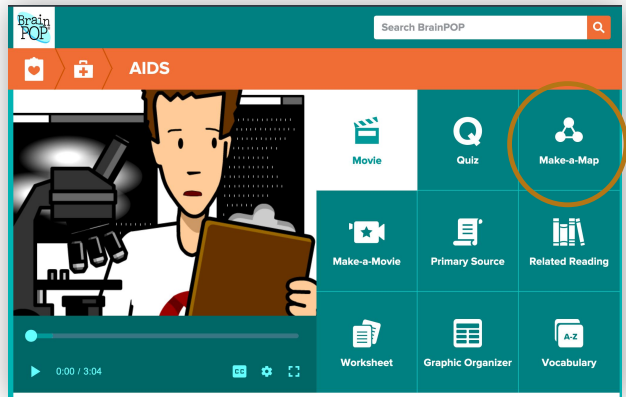 Brain
POP
Search BrainPOP
AIDS
Movie
Q
Quiz
Make-a-Map
Make-a-Movie
Primary Source
Related Reading
Worksheet
Graphic Organizer
A-Z
Vocabulary
0:00 / 3:04
CC